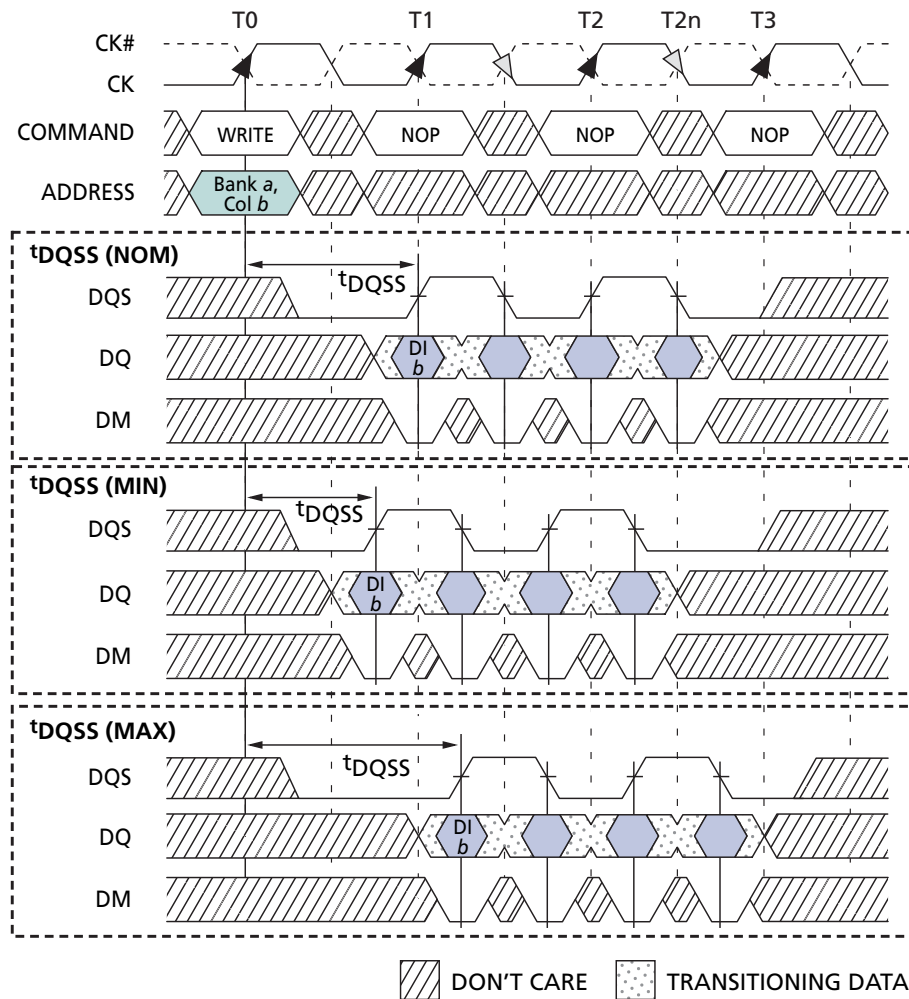 T0 T1 T2 T2n T3
CK#
CK
COMMAND WRITE NOP NOP NOP
ADDRESS Bank a,
Col b
tDQSS (NOM)
tDQSS
DQS
DQ DI
b
DM
tDQSS (MIN)
tDQSS
DQS
DQ DI
b
DM
tDQSS (MAX)
tDQSS
DQS
DQ DI
b
DM
DON'T CARE TRANSITIONING DATA